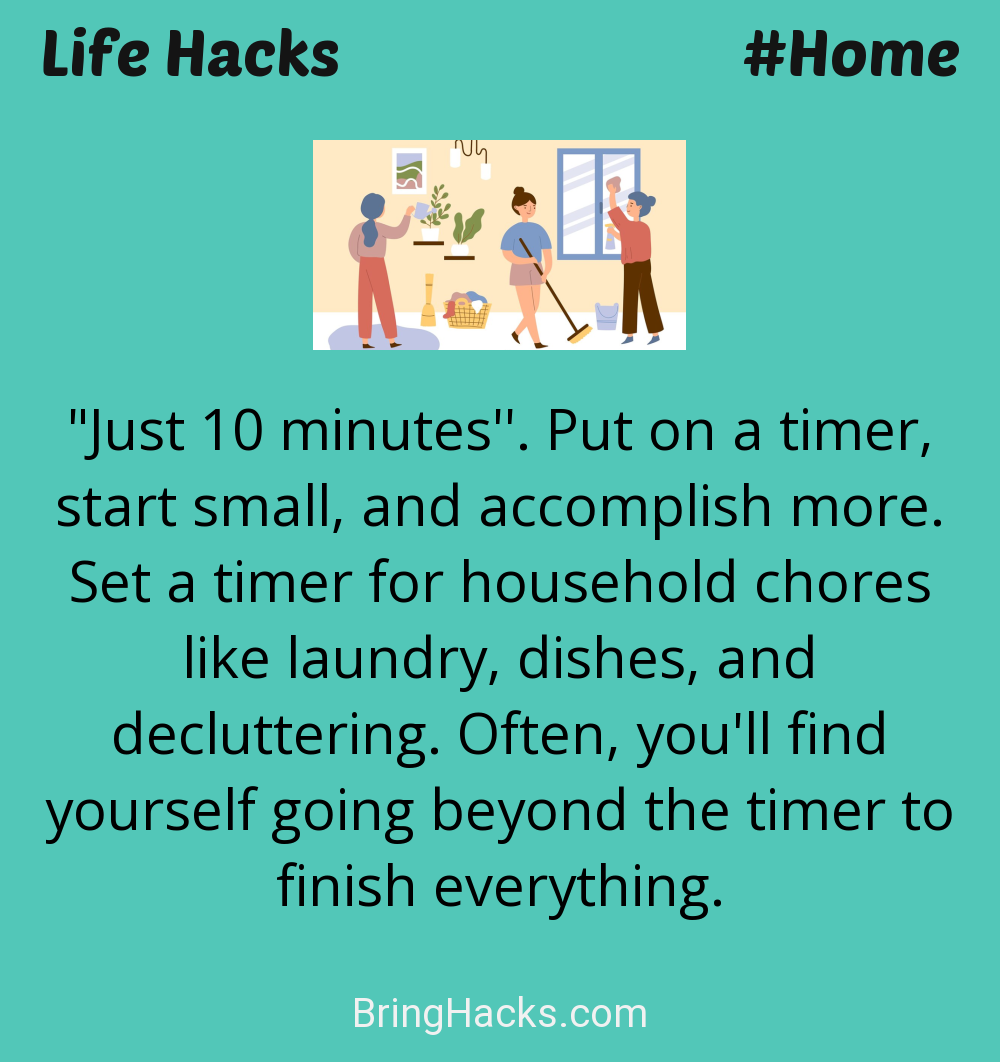 Life Hacks #Home
"Just 10 minutes". Put on a timer,
start small, and accomplish more.
Set a timer for household chores
like laundry, dishes, and
decluttering. Often, you'll find
yourself going beyond the timer to
finish everything.
BringHacks.com